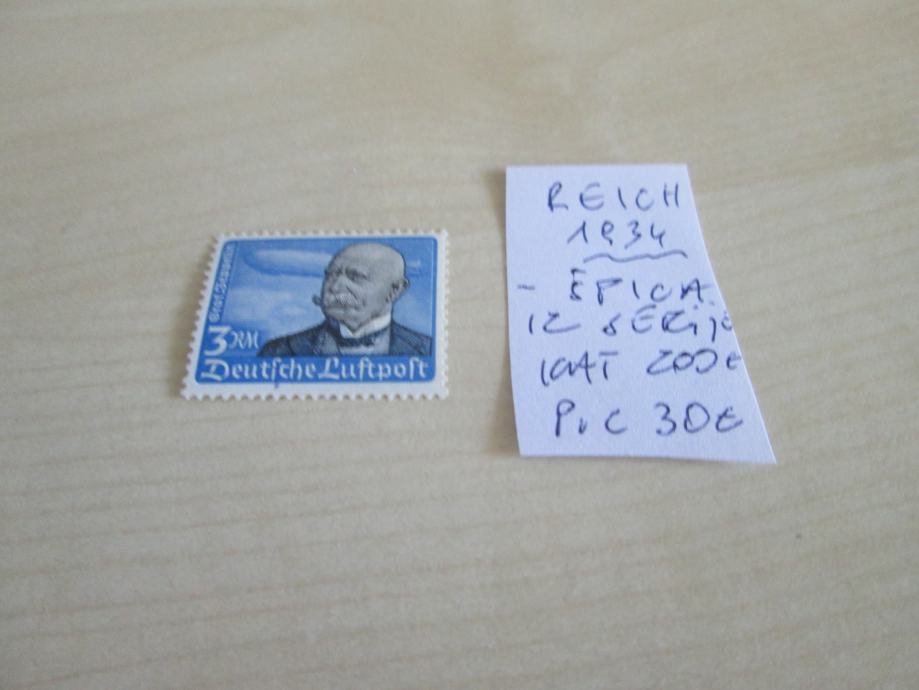 Graf Zeppelin
3 RM
Deutsche Luftpost
REICH
1934
- ŠPICA
IZ SERIJE
KAT 200€
P.C 30€